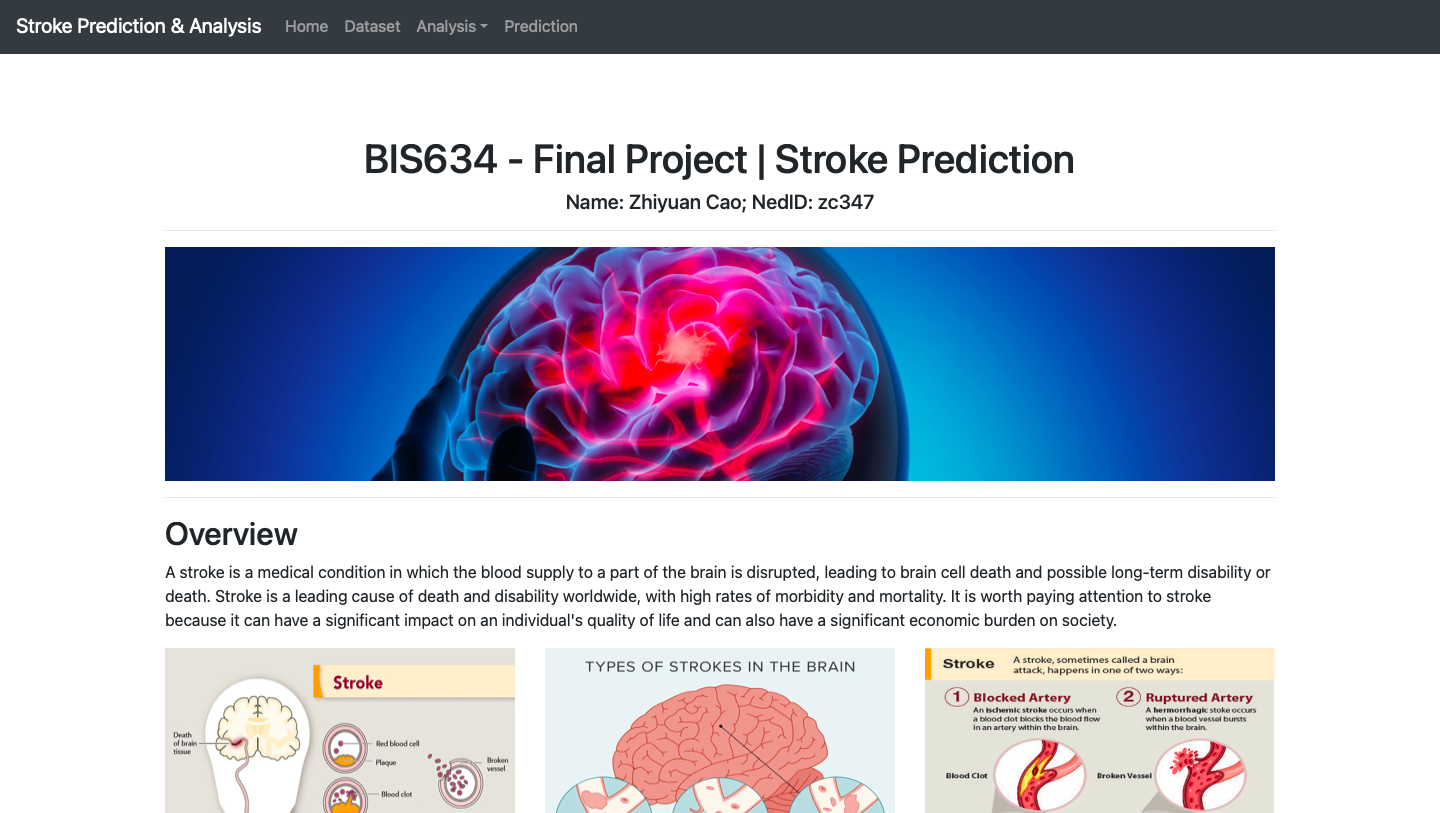 Stroke Prediction & Analysis Home Dataset Analysis Prediction
BIS634 - Final Project | Stroke Prediction
Name: Zhiyuan Cao; NedID: zc347
Overview
A stroke is a medical condition in which the blood supply to a part of the brain is disrupted, leading to brain cell death and possible long-term disability or
death. Stroke is a leading cause of death and disability worldwide, with high rates of morbidity and mortality. It is worth paying attention to stroke
because it can have a significant impact on an individual's quality of life and can also have a significant economic burden on society.
Stroke
Death
of brain
tissue
Red blood cell
Plaque
Broken
vessel
Blood clot
TYPES OF STROKES IN THE BRAIN
Stroke
A stroke, sometimes called a brain
attack, happens in one of two ways:
1 Blocked Artery
An ischemic stroke occurs when
a blood clot blocks the blood flow
in an artery within the brain.
Blood Clot
2 Ruptured Artery
A hemorrhagic stoke occurs
when a blood vessel bursts
within the brain.
Broken Vessel